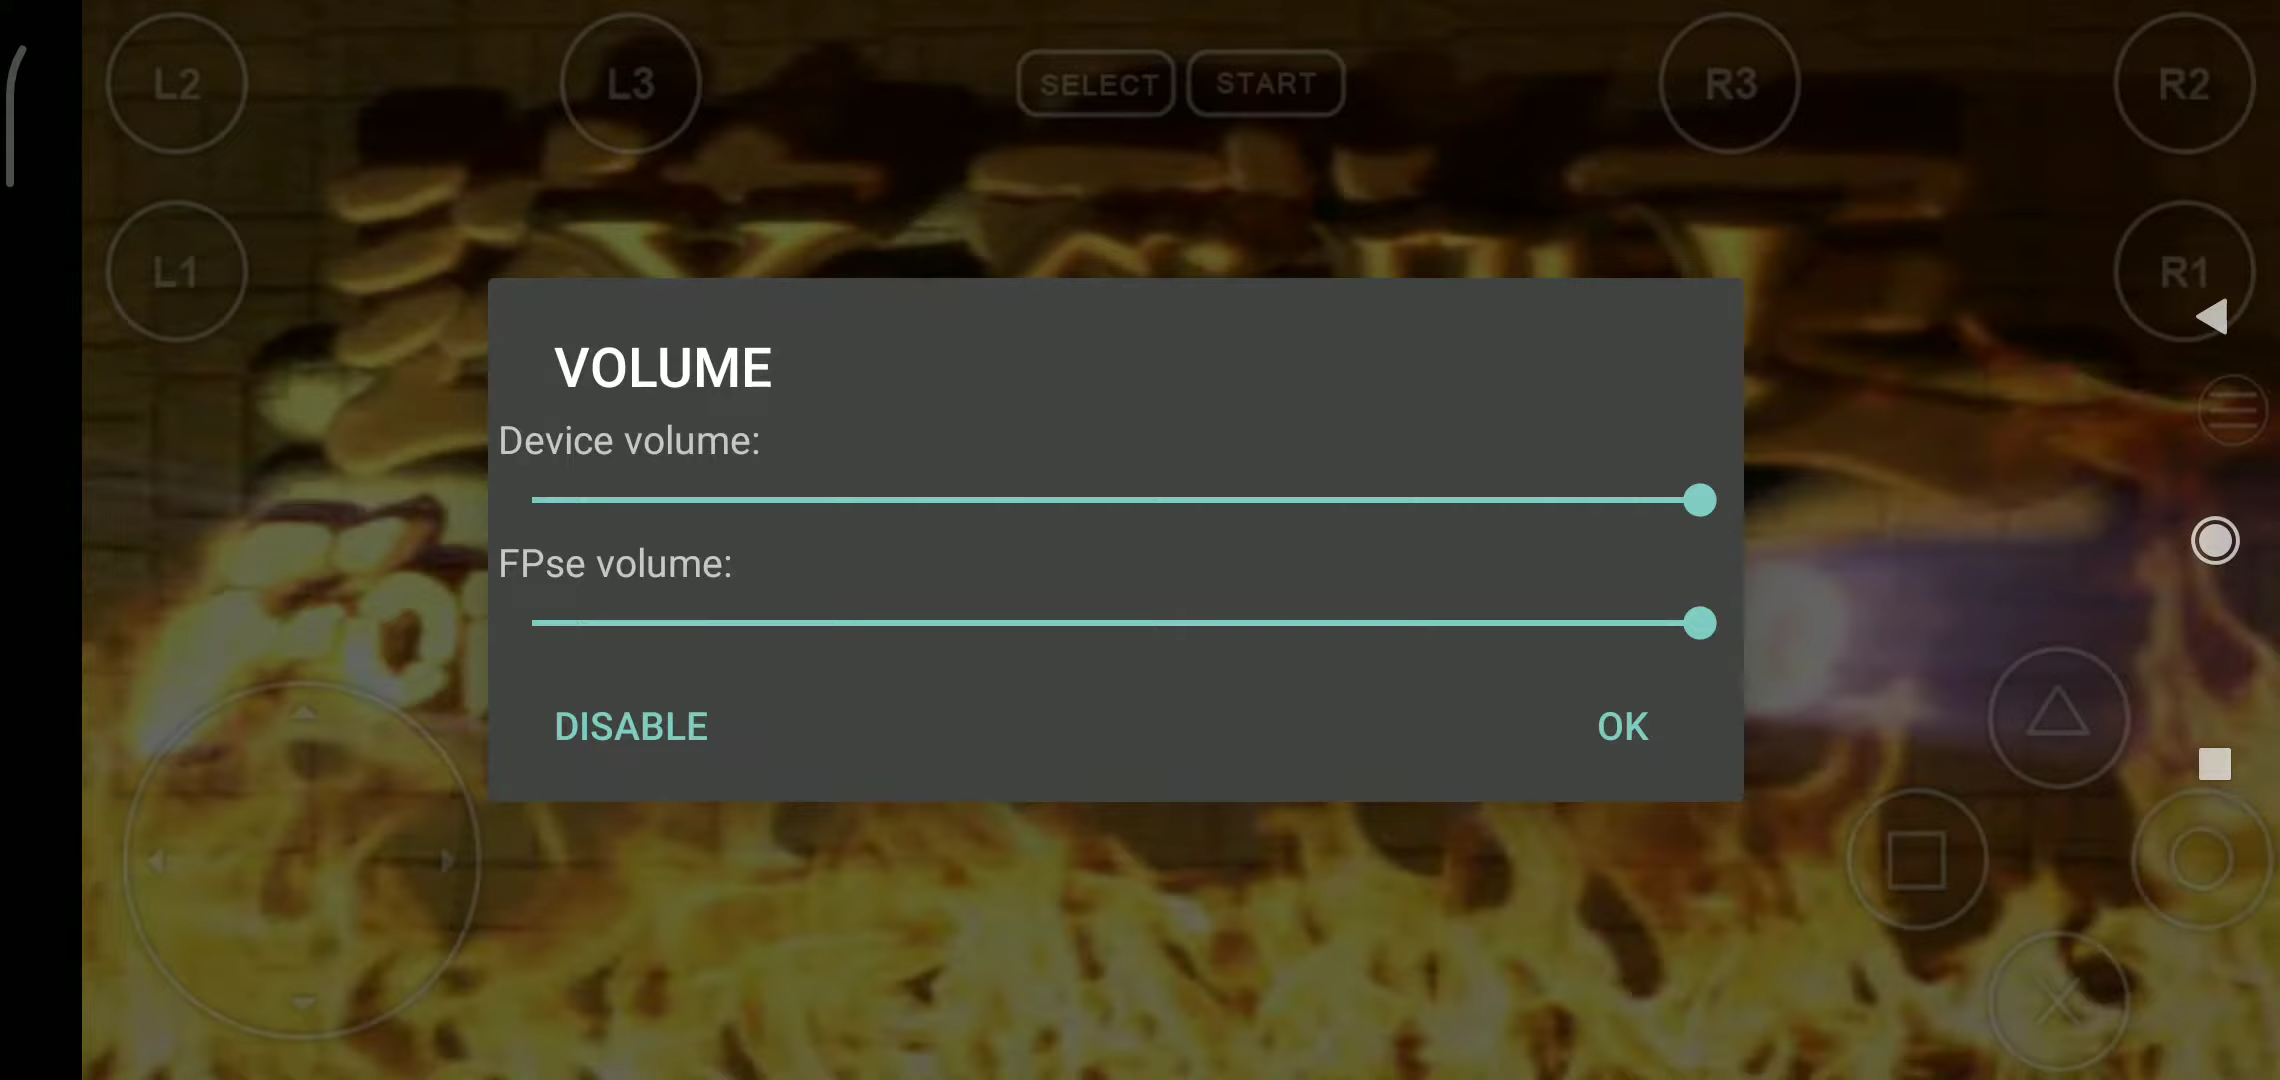 L2
L3
SELECT
START
R3
R2
L1
R1
VOLUME
Device volume:
FPse volume:
DISABLE
OK